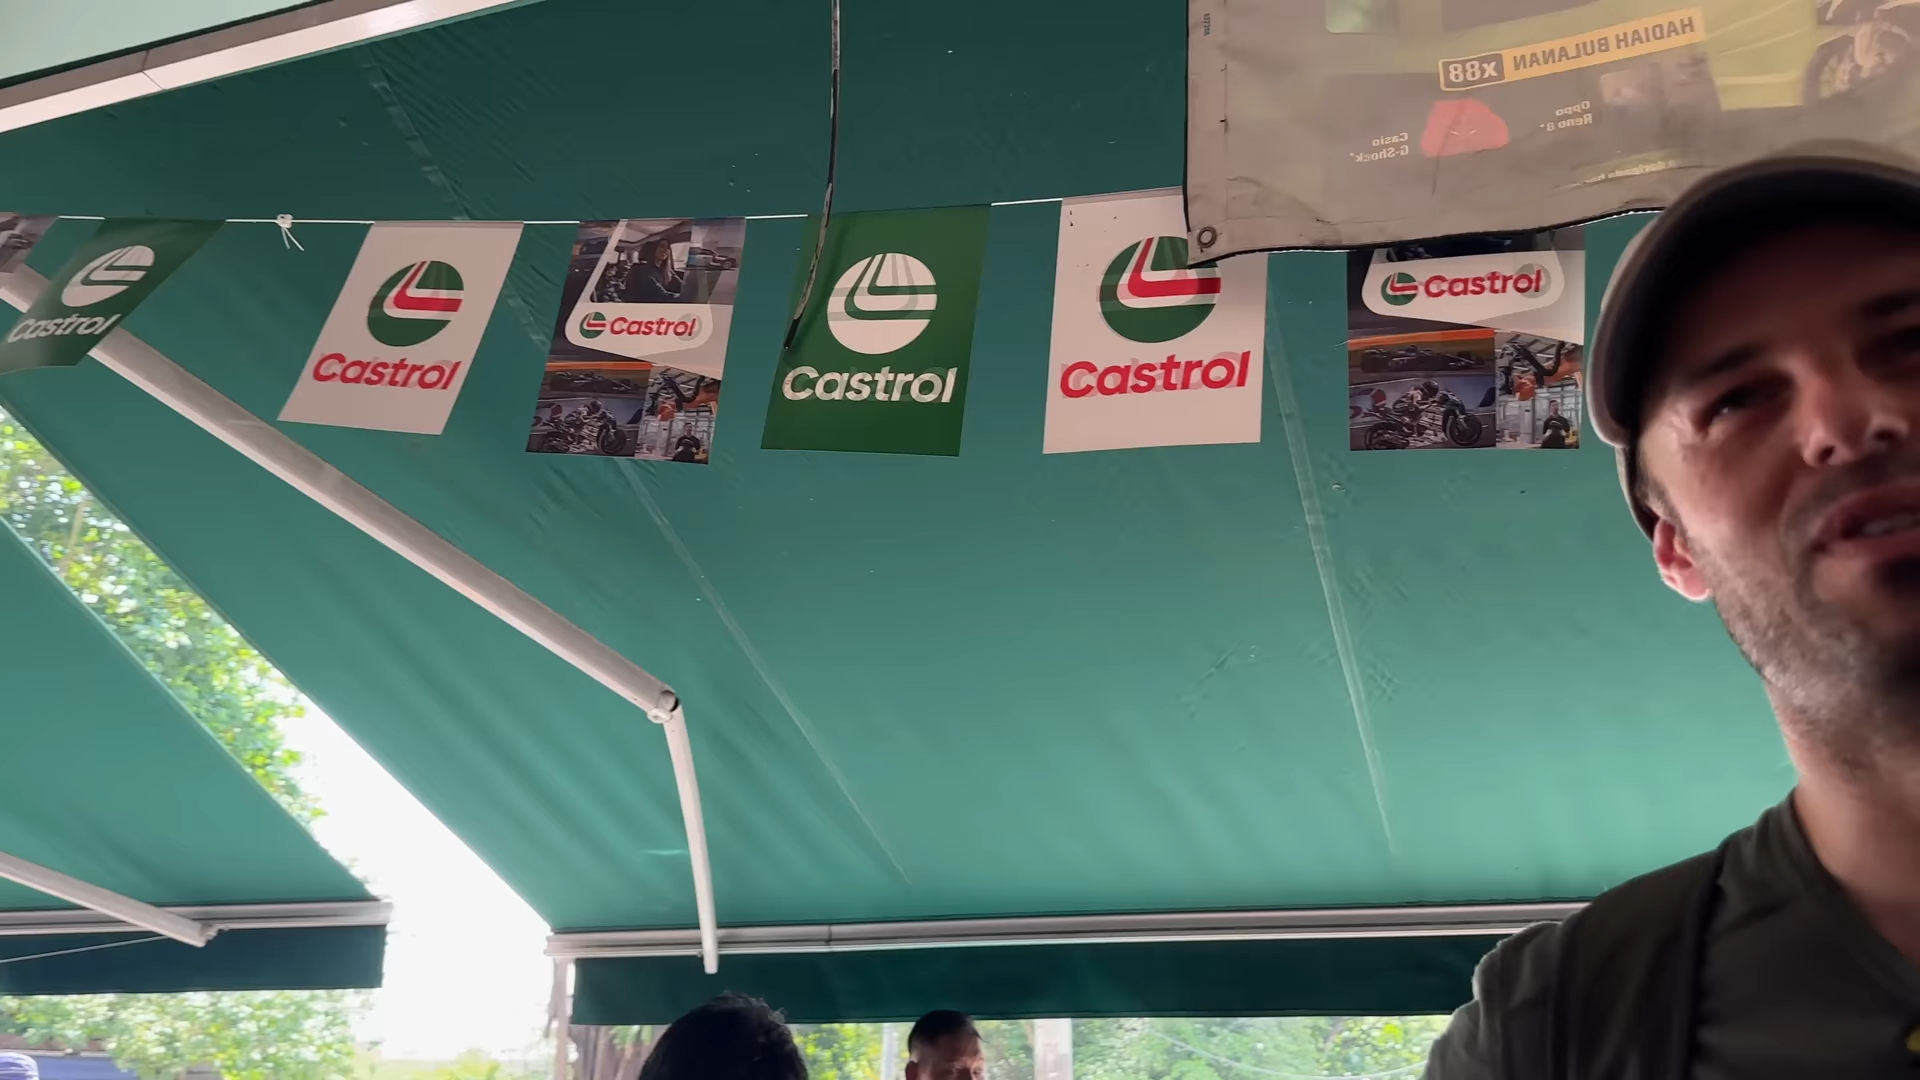 HADIAH BULANAN x88
Oppo
Reno 8*
Casio
G-Shock*
Castrol
Castrol
Castrol
Castrol
Castrol
Castrol